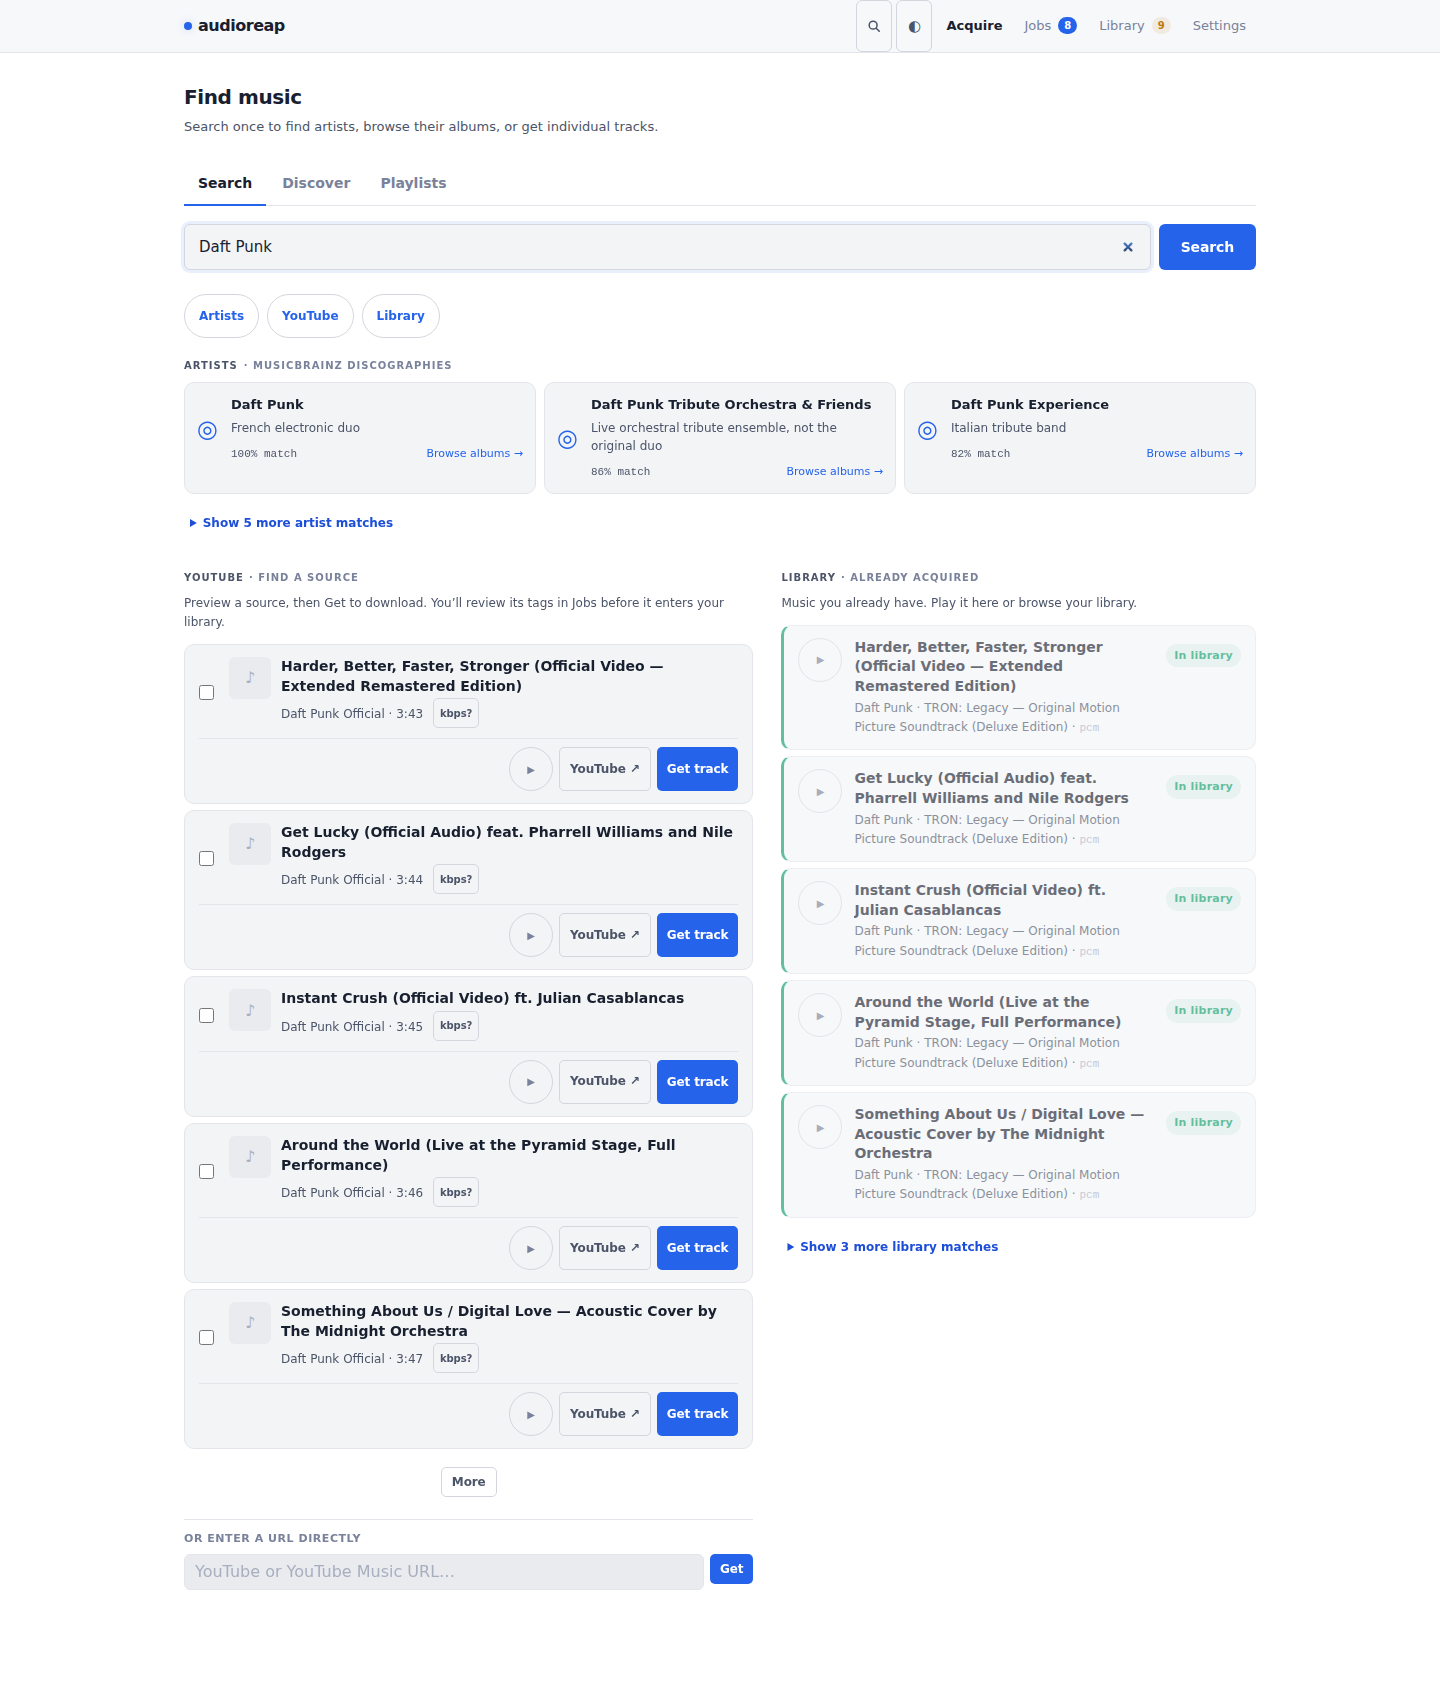 audioreap
Acquire
Jobs 8
Library 9
Settings
Find music
Search once to find artists, browse their albums, or get individual tracks.
Search
Discover
Playlists
Daft Punk
Search
Artists
YouTube
Library
ARTISTS · MUSICBRAINZ DISCOGRAPHIES
Daft Punk
French electronic duo
100% match
Browse albums →
Daft Punk Tribute Orchestra & Friends
Live orchestral tribute ensemble, not the
original duo
86% match
Browse albums →
Daft Punk Experience
Italian tribute band
82% match
Browse albums →
Show 5 more artist matches
YOUTUBE · FIND A SOURCE
Preview a source, then Get to download. You’ll review its tags in Jobs before it enters your
library.
Harder, Better, Faster, Stronger (Official Video —
Extended Remastered Edition)
Daft Punk Official · 3:43 kbps?
YouTube ↗
Get track
Get Lucky (Official Audio) feat. Pharrell Williams and Nile
Rodgers
Daft Punk Official · 3:44 kbps?
YouTube ↗
Get track
Instant Crush (Official Video) ft. Julian Casablancas
Daft Punk Official · 3:45 kbps?
YouTube ↗
Get track
Around the World (Live at the Pyramid Stage, Full
Performance)
Daft Punk Official · 3:46 kbps?
YouTube ↗
Get track
Something About Us / Digital Love — Acoustic Cover by
The Midnight Orchestra
Daft Punk Official · 3:47 kbps?
YouTube ↗
Get track
More
OR ENTER A URL DIRECTLY
YouTube or YouTube Music URL…
Get
LIBRARY · ALREADY ACQUIRED
Music you already have. Play it here or browse your library.
Harder, Better, Faster, Stronger
(Official Video — Extended
Remastered Edition)
Daft Punk · TRON: Legacy — Original Motion
Picture Soundtrack (Deluxe Edition) · pcm
In library
Get Lucky (Official Audio) feat.
Pharrell Williams and Nile Rodgers
Daft Punk · TRON: Legacy — Original Motion
Picture Soundtrack (Deluxe Edition) · pcm
In library
Instant Crush (Official Video) ft.
Julian Casablancas
Daft Punk · TRON: Legacy — Original Motion
Picture Soundtrack (Deluxe Edition) · pcm
In library
Around the World (Live at the
Pyramid Stage, Full Performance)
Daft Punk · TRON: Legacy — Original Motion
Picture Soundtrack (Deluxe Edition) · pcm
In library
Something About Us / Digital Love —
Acoustic Cover by The Midnight
Orchestra
Daft Punk · TRON: Legacy — Original Motion
Picture Soundtrack (Deluxe Edition) · pcm
In library
Show 3 more library matches